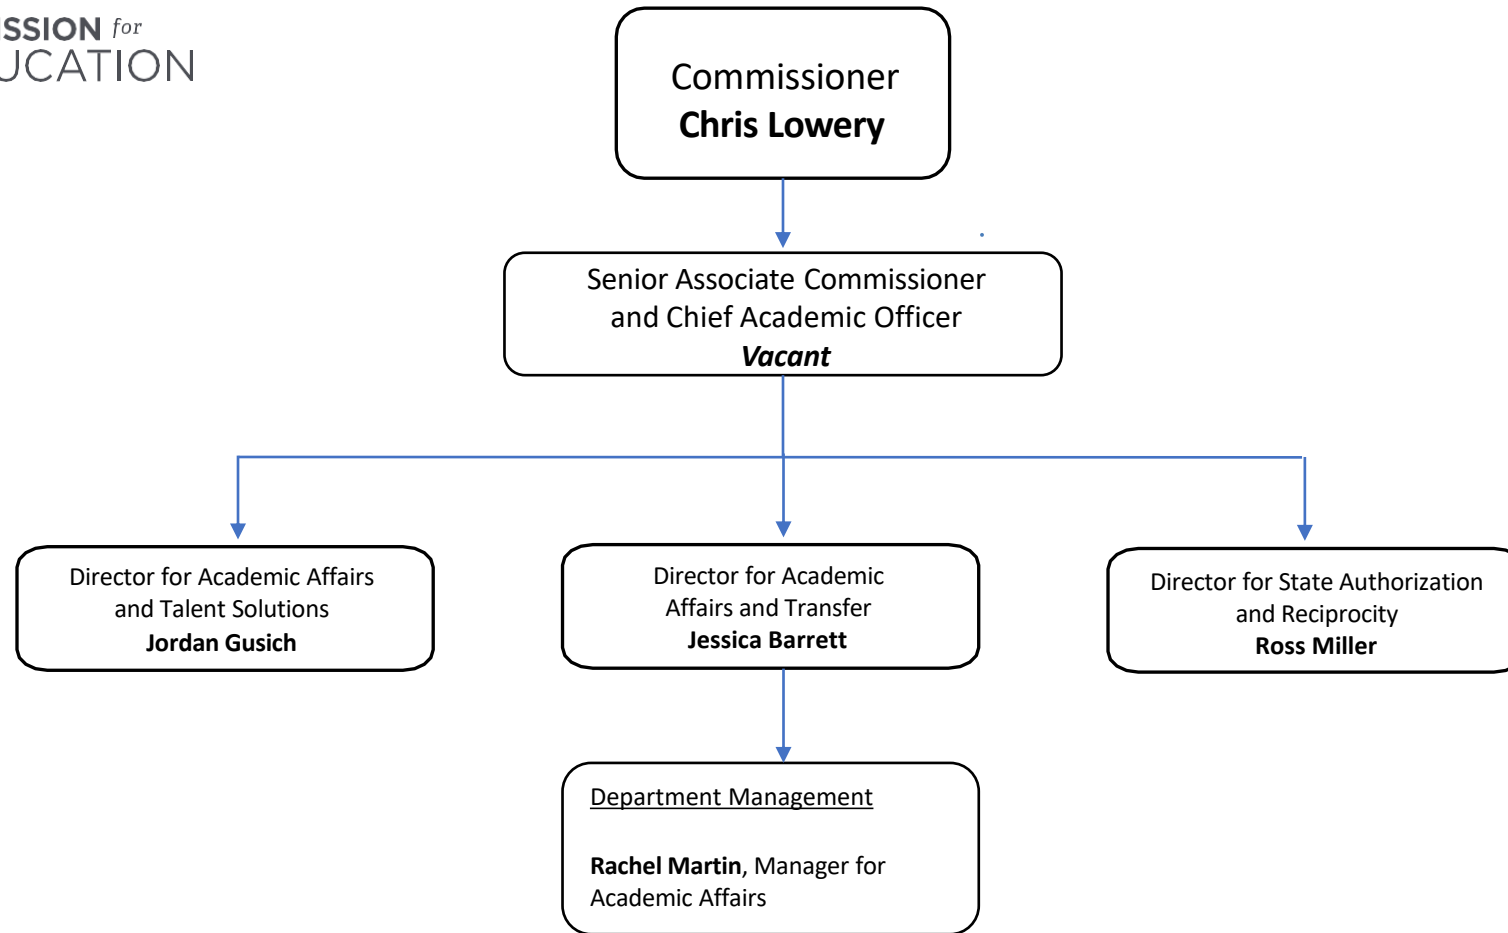 SSION for
UCATION
Commissioner
Chris Lowery
Senior Associate Commissioner
and Chief Academic Officer
Vacant
Director for Academic Affairs
and Talent Solutions
Jordan Gusich
Director for Academic
Affairs and Transfer
Jessica Barrett
Director for State Authorization
and Reciprocity
Ross Miller
Department Management
Rachel Martin, Manager for
Academic Affairs